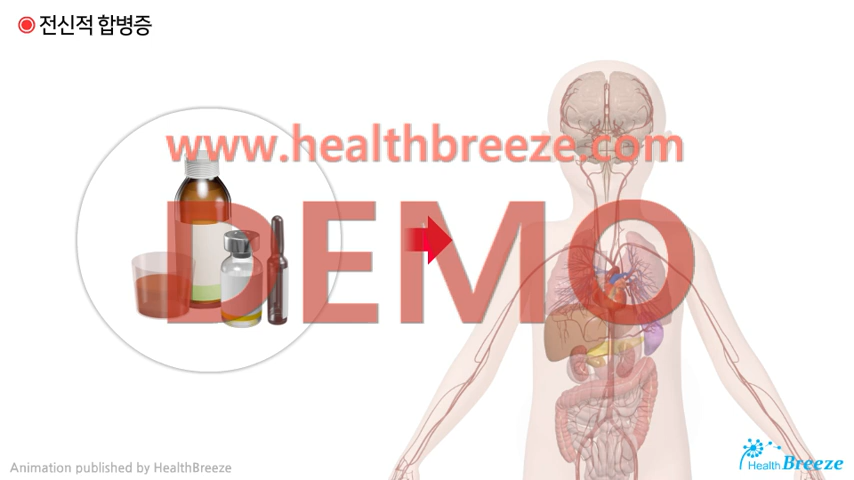 전신적 합병증
www.healthbreeze.com
DEMO
Animation published by HealthBreeze
Health Breeze